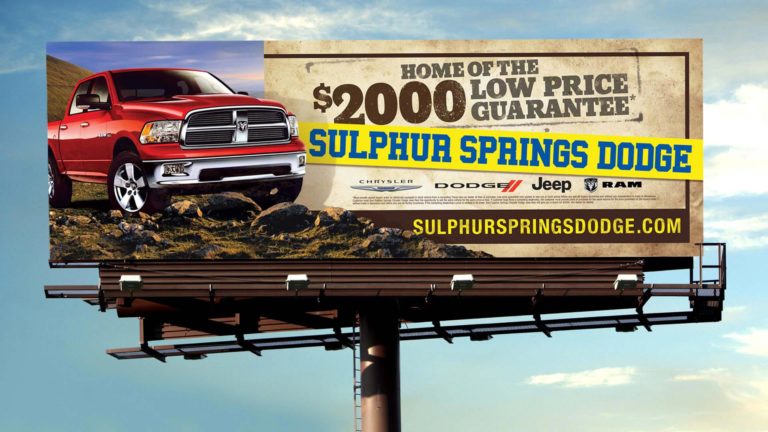 HOME OF THE
$2000 LOW PRICE
GUARANTEE*
SULPHUR SPRINGS DODGE
CHRYSLER DODGE Jeep RAM
SULPHURSPRINGSDODGE.COM